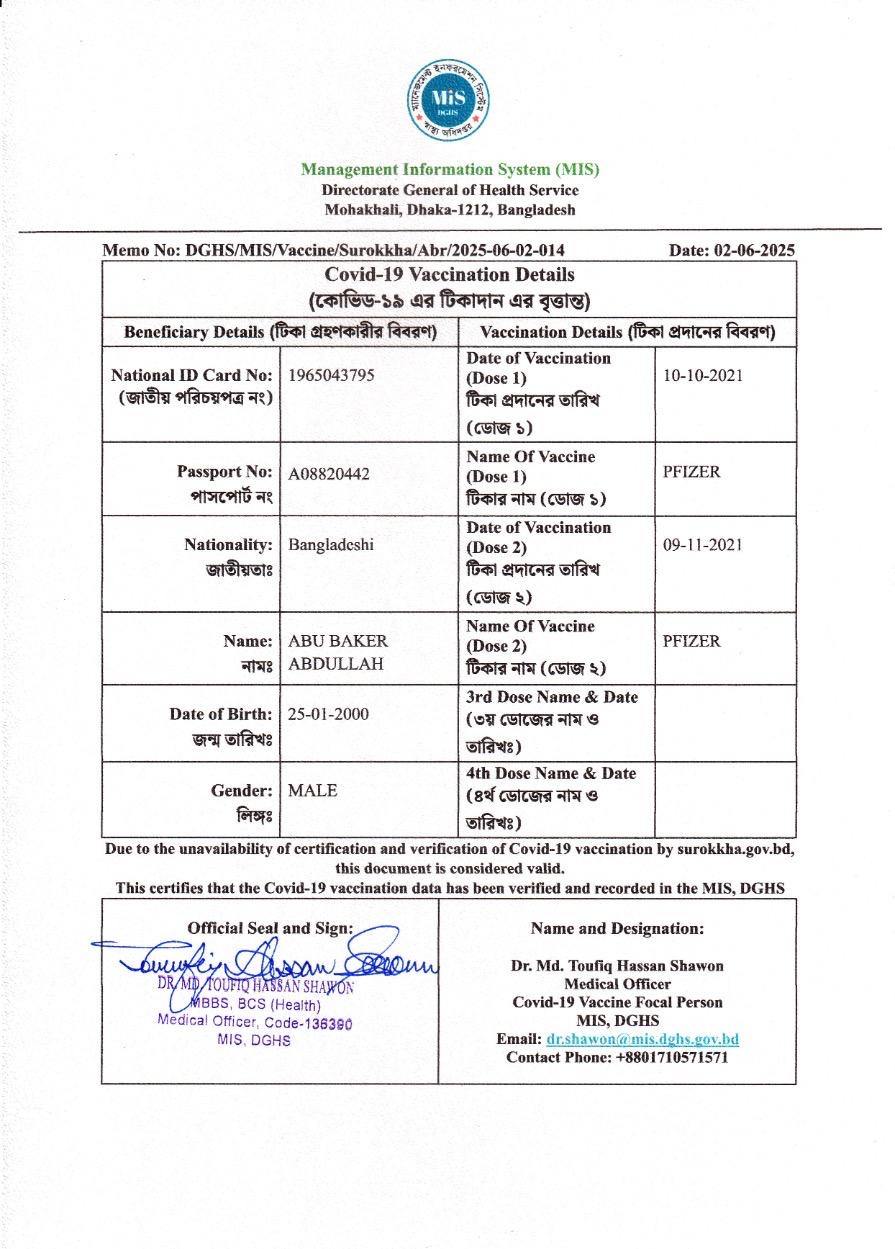 ম্যানেজমেন্ট ইনফরমেশন সিস্টেম
MiS
DGHS
স্বাস্থ্য অধিদপ্তর
Management Information System (MIS)
Directorate General of Health Service
Mohakhali, Dhaka-1212, Bangladesh
Memo No: DGHS/MIS/Vaccine/Surokkha/Abr/2025-06-02-014 Date: 02-06-2025
Covid-19 Vaccination Details
(কোভিড-১৯ এর টিকাদান এর বৃত্তান্ত)
Beneficiary Details (টিকা গ্রহণকারীর বিবরণ) Vaccination Details (টিকা প্রদানের বিবরণ)
National ID Card No: 1965043795
(জাতীয় পরিচয়পত্র নং)
Date of Vaccination
(Dose 1) 10-10-2021
টিকা প্রদানের তারিখ
(ডোজ ১)
Passport No: A08820442
পাসপোর্ট নং
Name Of Vaccine
(Dose 1) PFIZER
টিকার নাম (ডোজ ১)
Nationality: Bangladeshi
জাতীয়তাঃ
Date of Vaccination
(Dose 2) 09-11-2021
টিকা প্রদানের তারিখ
(ডোজ ২)
Name: ABU BAKER
নামঃ ABDULLAH
Name Of Vaccine
(Dose 2) PFIZER
টিকার নাম (ডোজ ২)
Date of Birth: 25-01-2000
জন্ম তারিখঃ
3rd Dose Name & Date
(৩য় ডোজের নাম ও
তারিখঃ)
Gender: MALE
লিঙ্গঃ
4th Dose Name & Date
(৪র্থ ডোজের নাম ও
তারিখঃ)
Due to the unavailability of certification and verification of Covid-19 vaccination by surokkha.gov.bd,
this document is considered valid.
This certifies that the Covid-19 vaccination data has been verified and recorded in the MIS, DGHS
Official Seal and Sign:
DR. MD. TOUFIQ HASSAN SHAWON
MBBS, BCS (Health)
Medical Officer, Code-136390
MIS, DGHS
Name and Designation:
Dr. Md. Toufiq Hassan Shawon
Medical Officer
Covid-19 Vaccine Focal Person
MIS, DGHS
Email: dr.shawon@mis.dghs.gov.bd
Contact Phone: +8801710571571